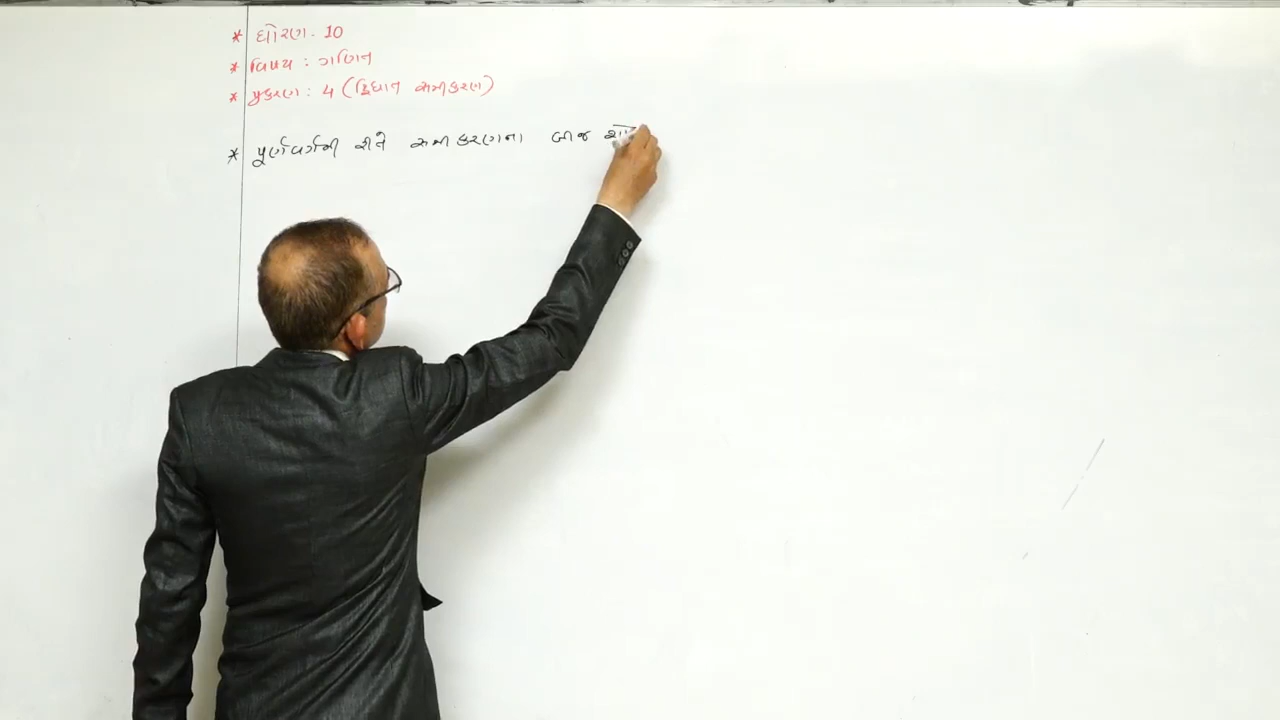 * ધોરણ. 10
* વિષય : ગણિત
* પ્રકરણ : 4 (દ્વિઘાત સમીકરણ)
* પૂર્ણવર્ગની રીતે સમીકરણના બીજ